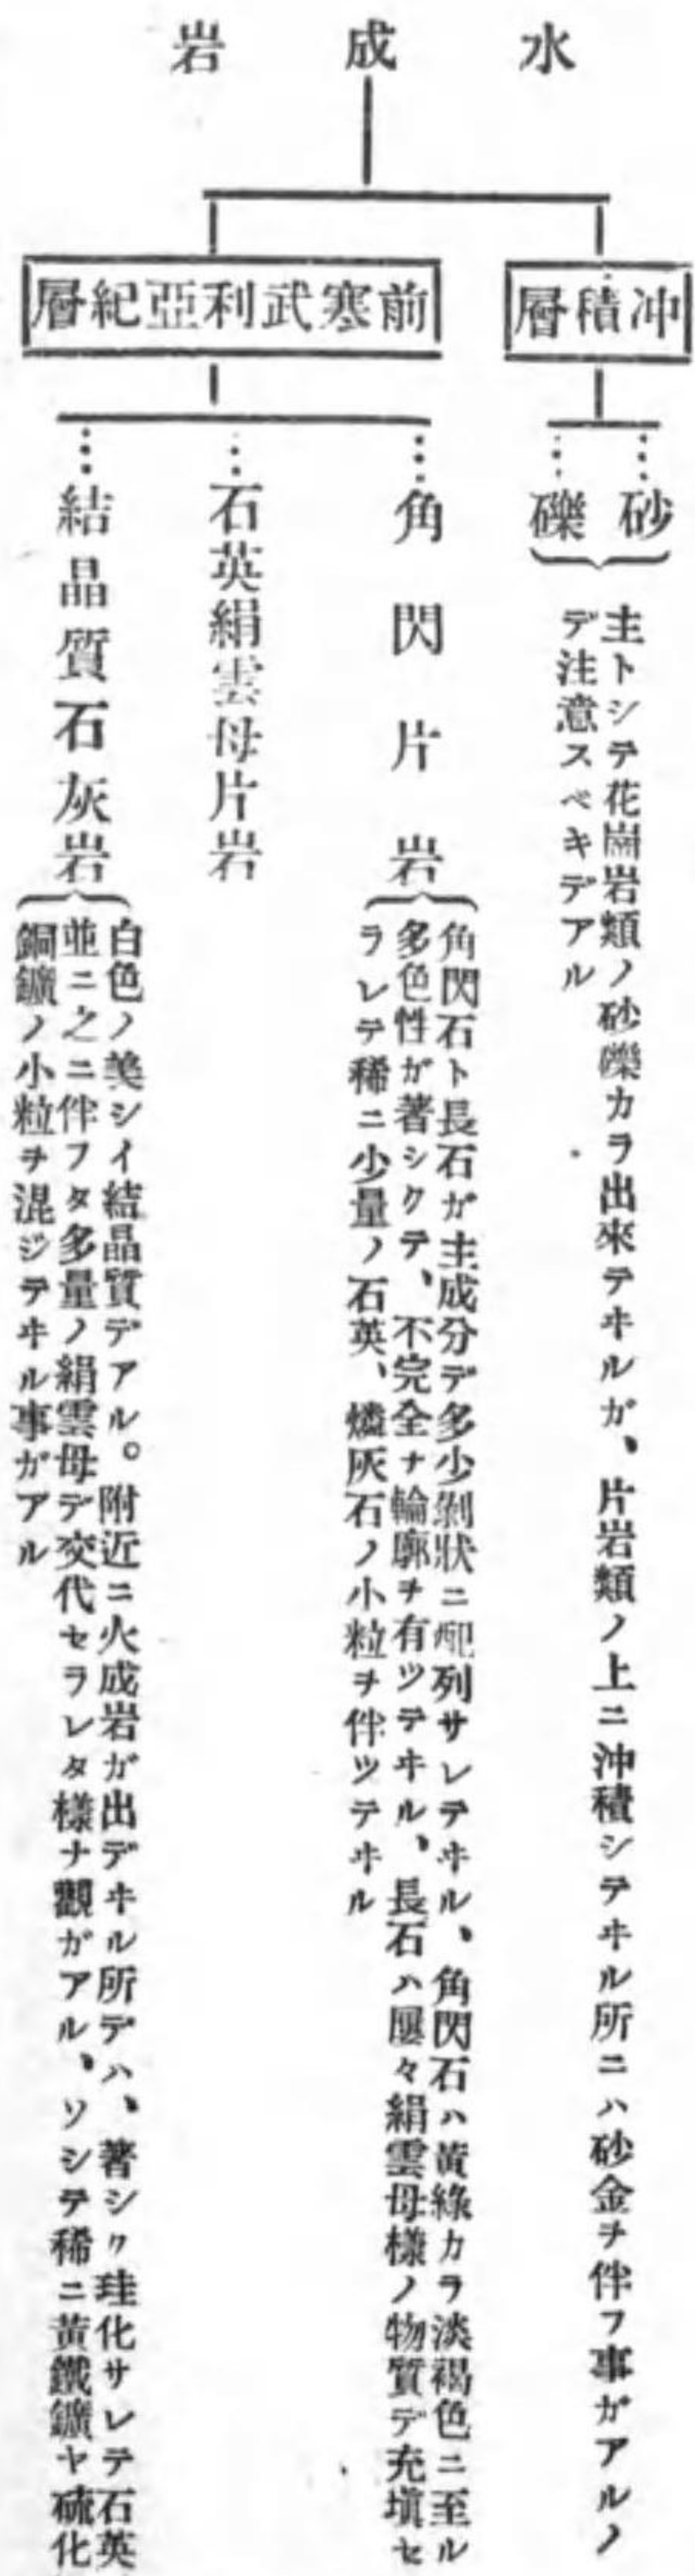 水成岩
冲積層
砂
礫
主トシテ花崗岩類ノ砂礫カラ出來テヰルガ、片岩類ノ上ニ沖積シテヰル所ニハ砂金ヲ伴フ事ガアルノ
デ注意スベキデアル
前寒武利亞紀層
角閃片岩
角閃石ト長石ガ主成分デ多少剝狀ニ配列サレテヰル、角閃石ハ黃綠カラ淡褐色ニ至ル
多色性ガ著シクテ、不完全ナ輪廓ヲ有ツテヰル、長石ハ屢々絹雲母樣ノ物質デ充塡セ
ラレテ稀ニ少量ノ石英、燐灰石ノ小粒ヲ伴ツテヰル
石英絹雲母片岩
結晶質石灰岩
白色ノ美シイ結晶質デアル。附近ニ火成岩ガ出デヰル所デハ、著シク珪化サレテ石英
並ニ之ニ伴フタ多量ノ絹雲母デ交代セラレタ樣ナ觀ガアル、ソシテ稀ニ黃鐵鑛ヤ硫化
銅鑛ノ小粒ヲ混ジテヰル事ガアル